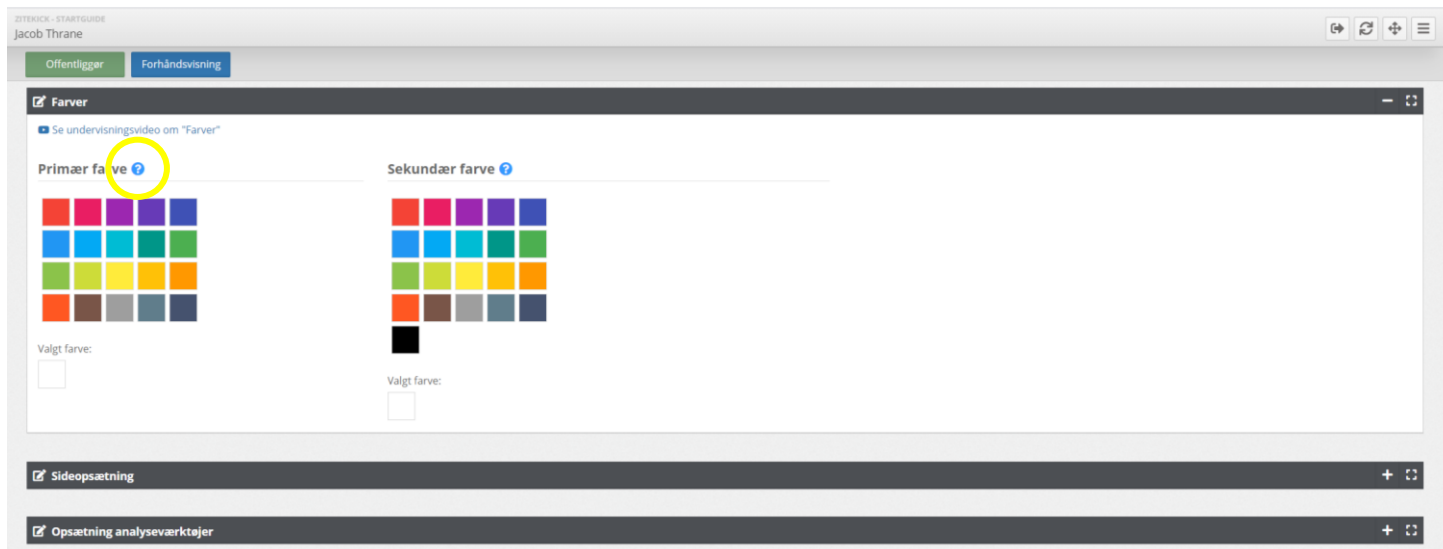 ZITEKICK - STARTGUIDE
Jacob Thrane
Offentliggør
Forhåndsvisning
Farver
Se undervisningsvideo om "Farver"
Primær farve
Sekundær farve
Valgt farve:
Valgt farve:
Sideopsætning
Opsætning analyseværktøjer